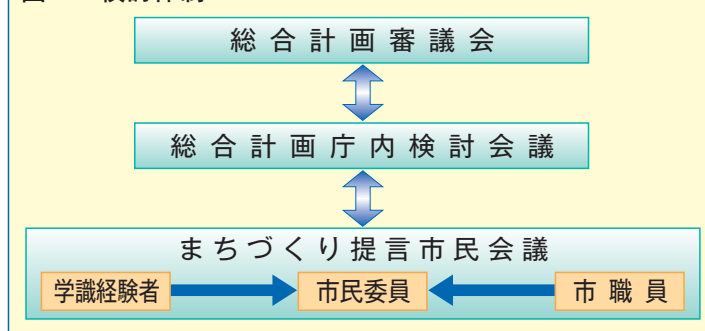 総合計画審議会
総合計画庁内検討会議
まちづくり提言市民会議
学識経験者 市民委員 市職員